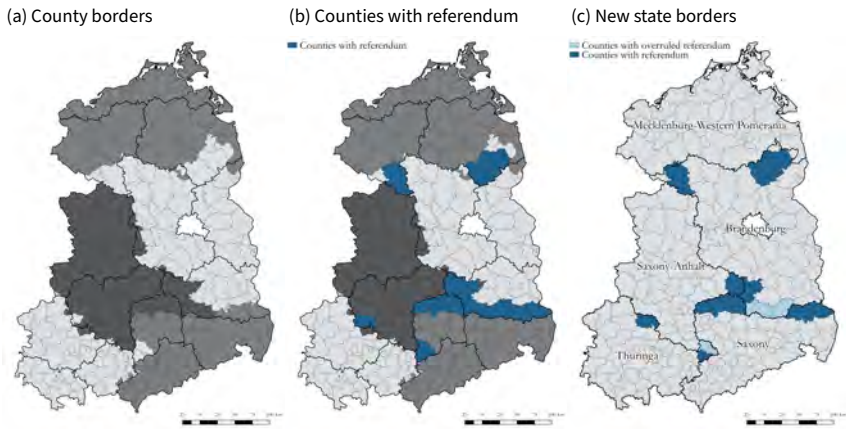 (a) County borders
(b) Counties with referendum
(c) New state borders
Counties with referendum
Counties with overruled referendum
Counties with referendum
Mecklenburg-Western Pomerania
Brandenburg
Saxony-Anhalt
Saxony
Thuringa